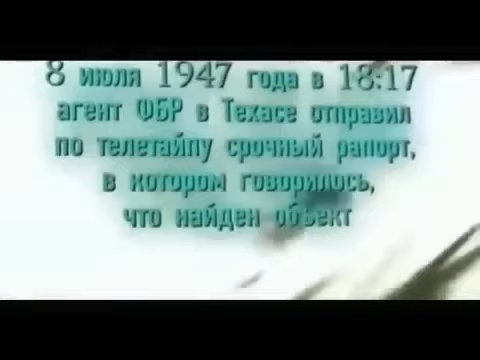 8 июля 1947 года в 18:17
агент ФБР в Техасе отправил
по телетайпу срочный рапорт,
в котором говорилось,
что найден объект